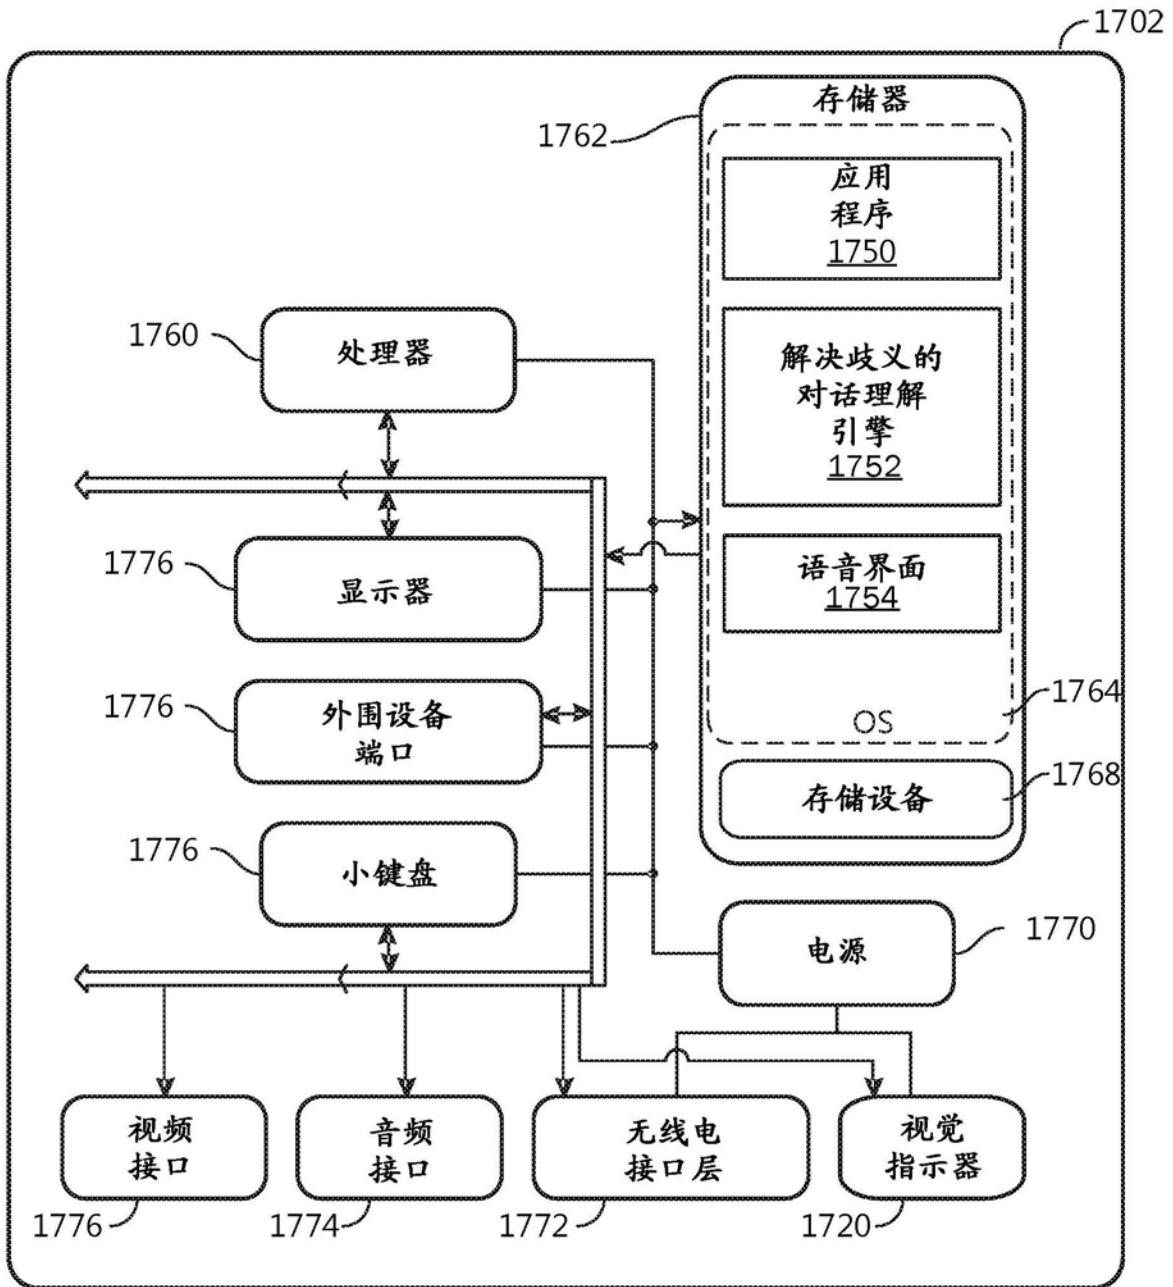 1702
存储器
1762
应用
程序
1750
1760
处理器
解决歧义的
对话理解
引擎
1752
1776
显示器
语音界面
1754
1776
外围设备
端口
1764
OS
1768
存储设备
1776
小键盘
电源
1770
视频
接口
音频
接口
无线电
接口层
视觉
指示器
1776
1774
1772
1720